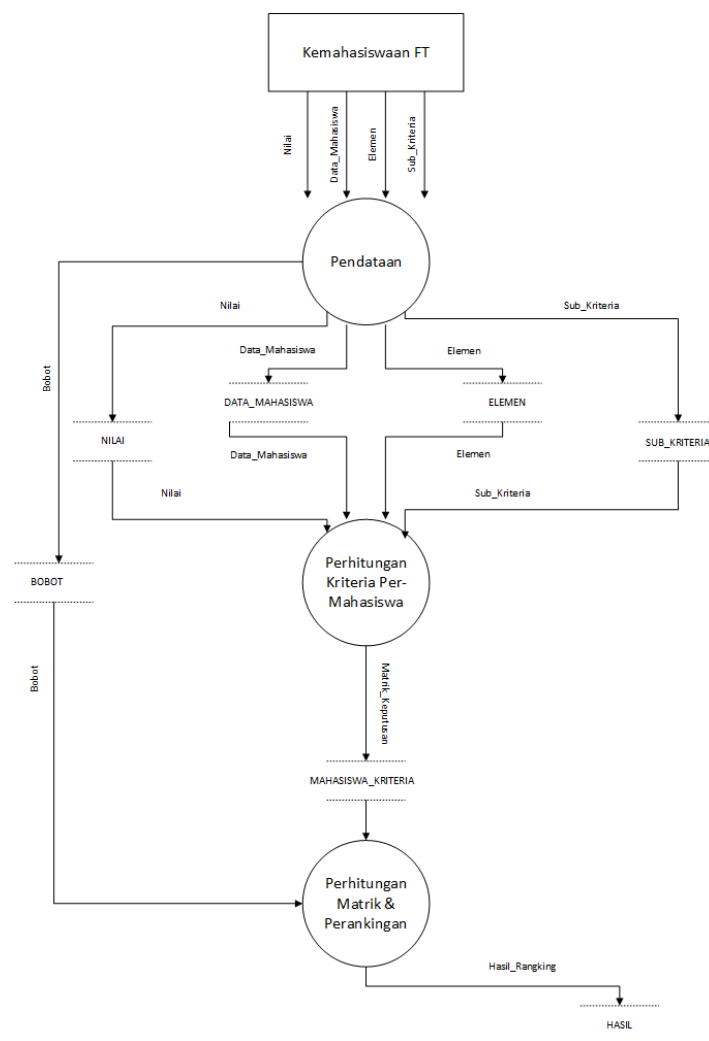 Kemahasiswaan FT
Nilai
Data_Mahasiswa
Elemen
Sub_Kriteria
Pendataan
Nilai
Sub_Kriteria
Data_Mahasiswa
Elemen
Bobot
DATA_MAHASISWA
ELEMEN
NILAI
SUB_KRITERIA
Data_Mahasiswa
Elemen
Nilai
Sub_Kriteria
Perhitungan
Kriteria Per-
Mahasiswa
BOBOT
Bobot
Matrik_Keputusan
MAHASISWA_KRITERIA
Perhitungan
Matrik &
Perankingan
Hasil_Rangking
HASIL